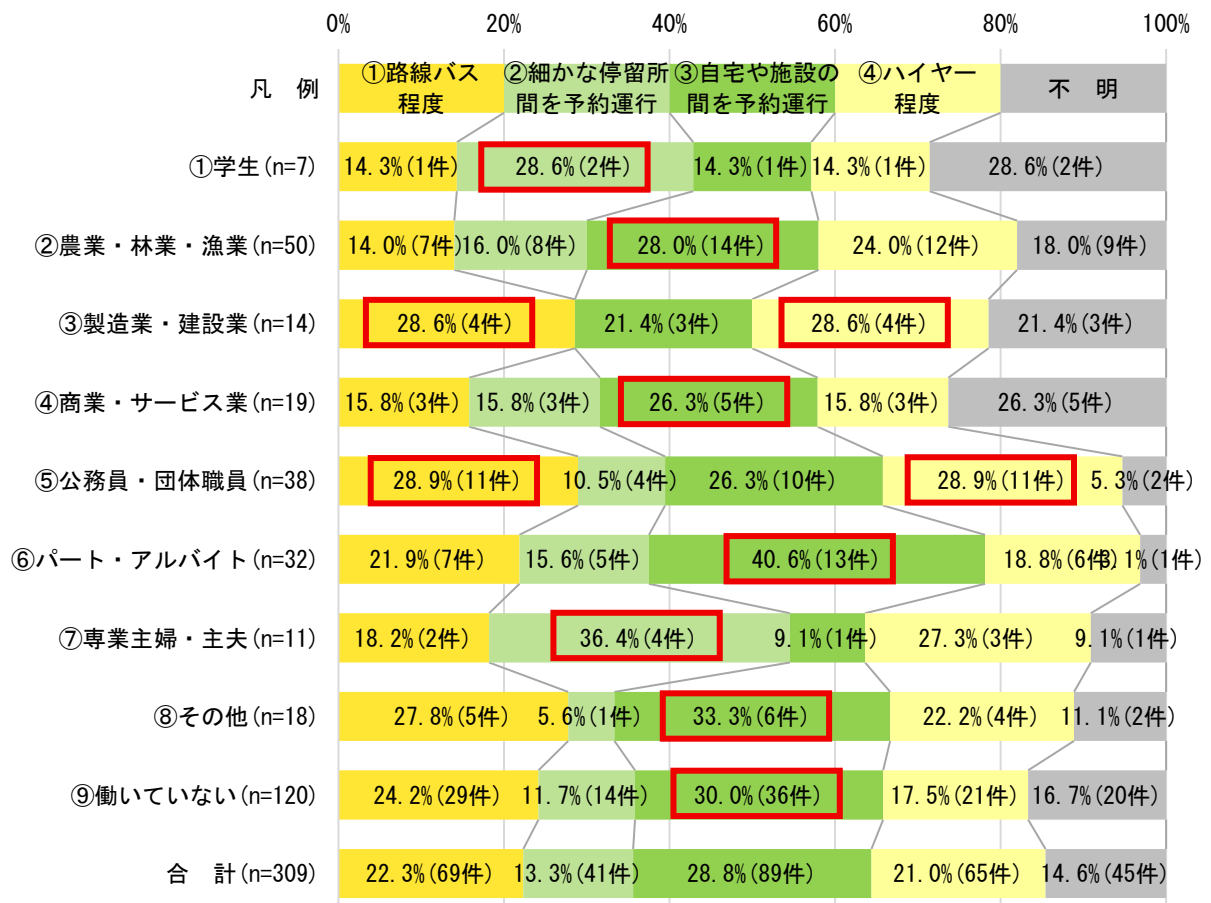 0% 20% 40% 60% 80% 100%
凡　例 ①路線バス程度 ②細かな停留所間を予約運行 ③自宅や施設の間を予約運行 ④ハイヤー程度 不　明
①学生(n=7) 14.3%(1件) 28.6%(2件) 14.3%(1件) 14.3%(1件) 28.6%(2件)
②農業・林業・漁業(n=50) 14.0%(7件) 16.0%(8件) 28.0%(14件) 24.0%(12件) 18.0%(9件)
③製造業・建設業(n=14) 28.6%(4件) 21.4%(3件) 28.6%(4件) 21.4%(3件)
④商業・サービス業(n=19) 15.8%(3件) 15.8%(3件) 26.3%(5件) 15.8%(3件) 26.3%(5件)
⑤公務員・団体職員(n=38) 28.9%(11件) 10.5%(4件) 26.3%(10件) 28.9%(11件) 5.3%(2件)
⑥パート・アルバイト(n=32) 21.9%(7件) 15.6%(5件) 40.6%(13件) 18.8%(6件) 3.1%(1件)
⑦専業主婦・主夫(n=11) 18.2%(2件) 36.4%(4件) 9.1%(1件) 27.3%(3件) 9.1%(1件)
⑧その他(n=18) 27.8%(5件) 5.6%(1件) 33.3%(6件) 22.2%(4件) 11.1%(2件)
⑨働いていない(n=120) 24.2%(29件) 11.7%(14件) 30.0%(36件) 17.5%(21件) 16.7%(20件)
合　計(n=309) 22.3%(69件) 13.3%(41件) 28.8%(89件) 21.0%(65件) 14.6%(45件)